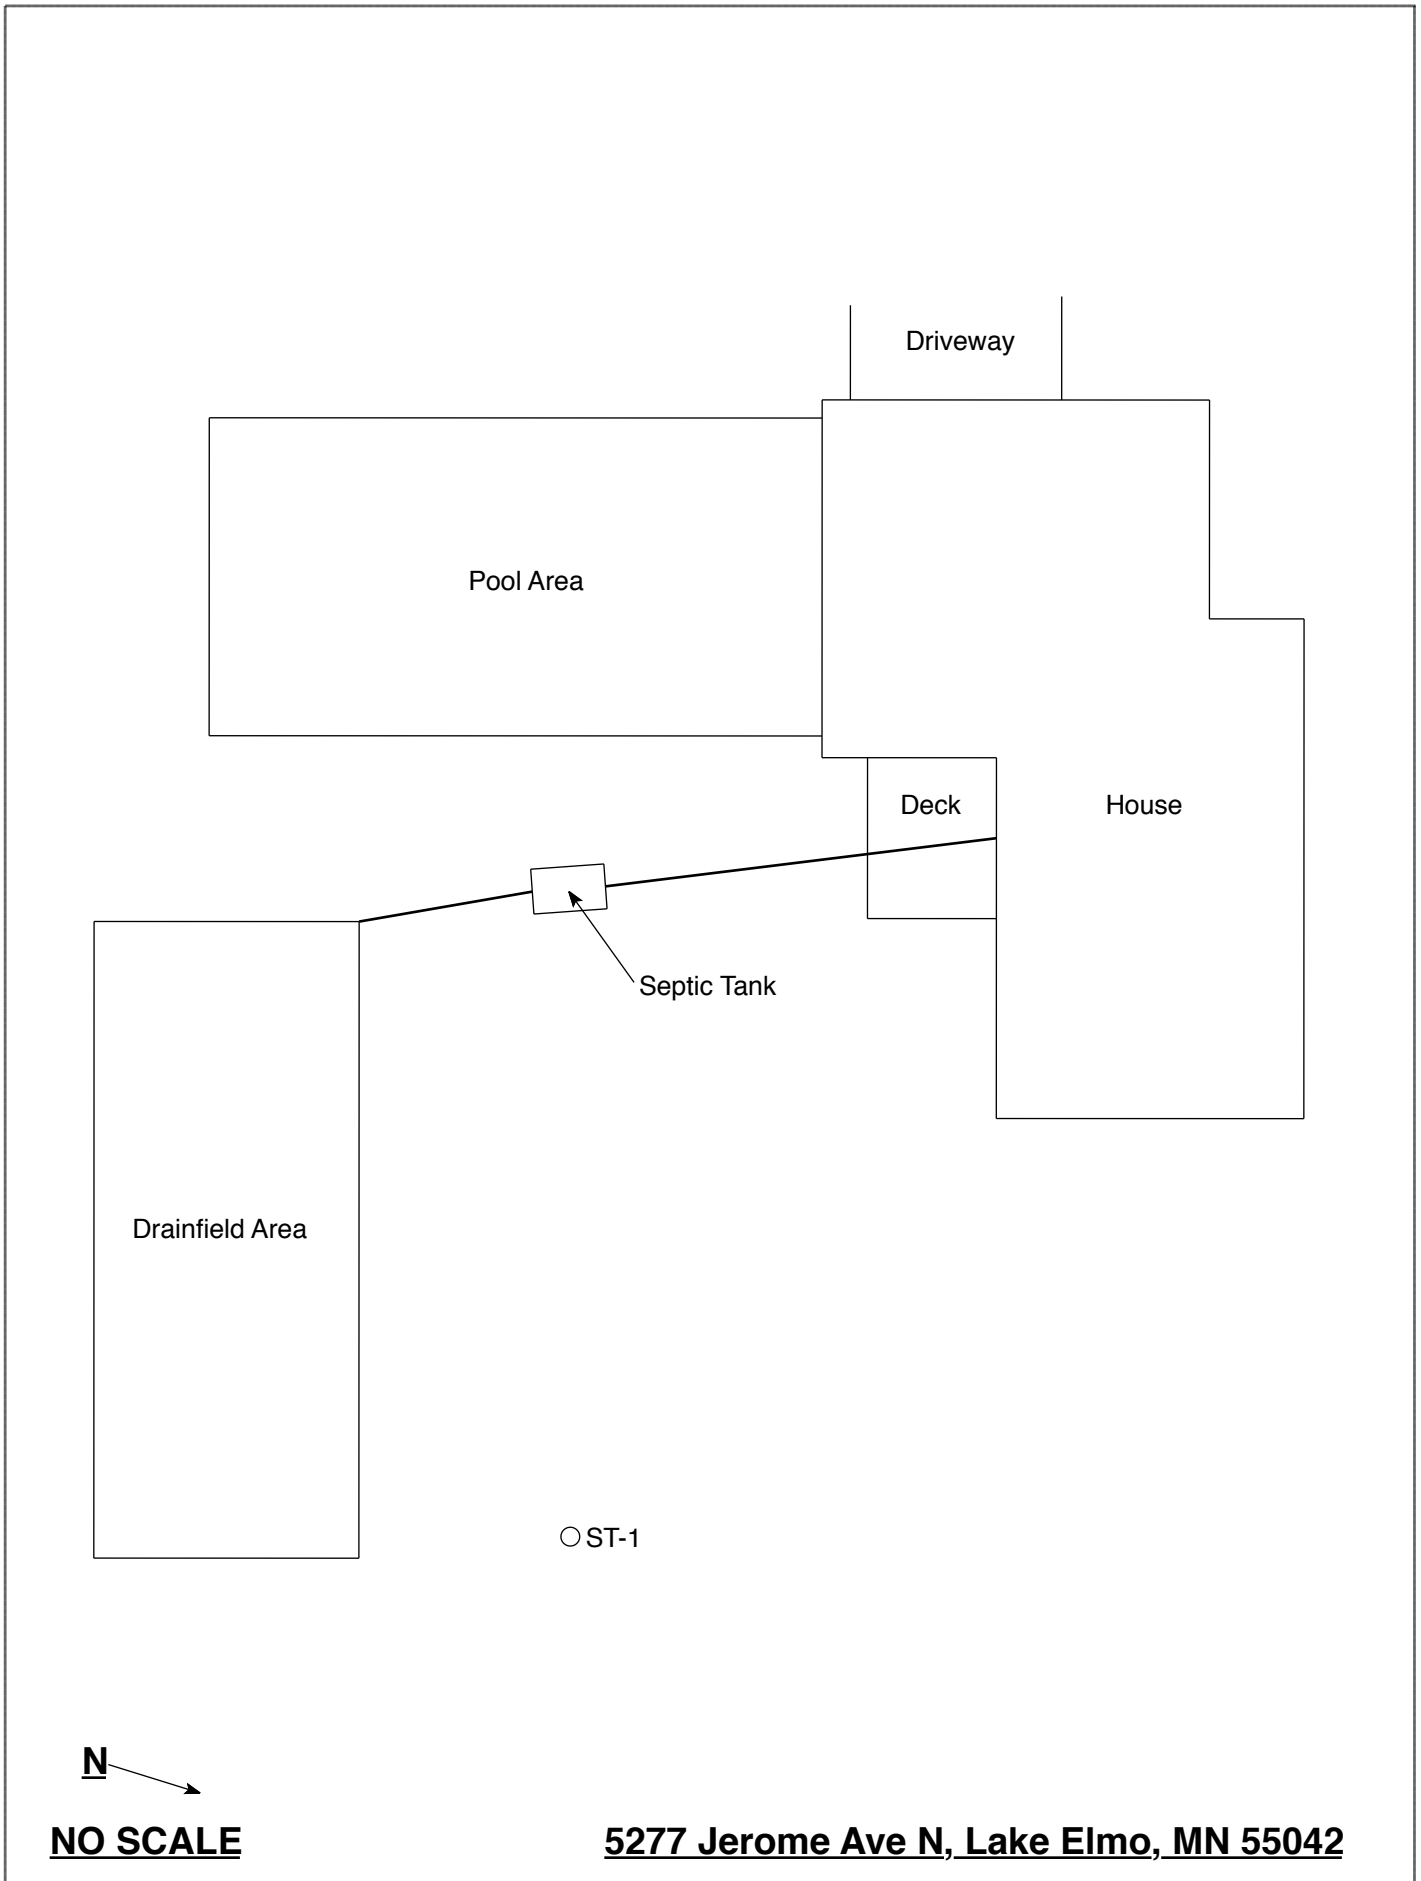 Driveway
Pool Area
Deck
House
Septic Tank
Drainfield Area
ST-1
N
NO SCALE
5277 Jerome Ave N, Lake Elmo, MN 55042